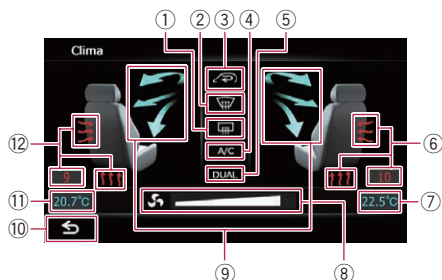 ① ② ③ ④ ⑤
Clima
A/C
DUAL
⑫ ⑥
9 10
⑪ 20.7°C 22.5°C ⑦
⑩ ⑨ ⑧